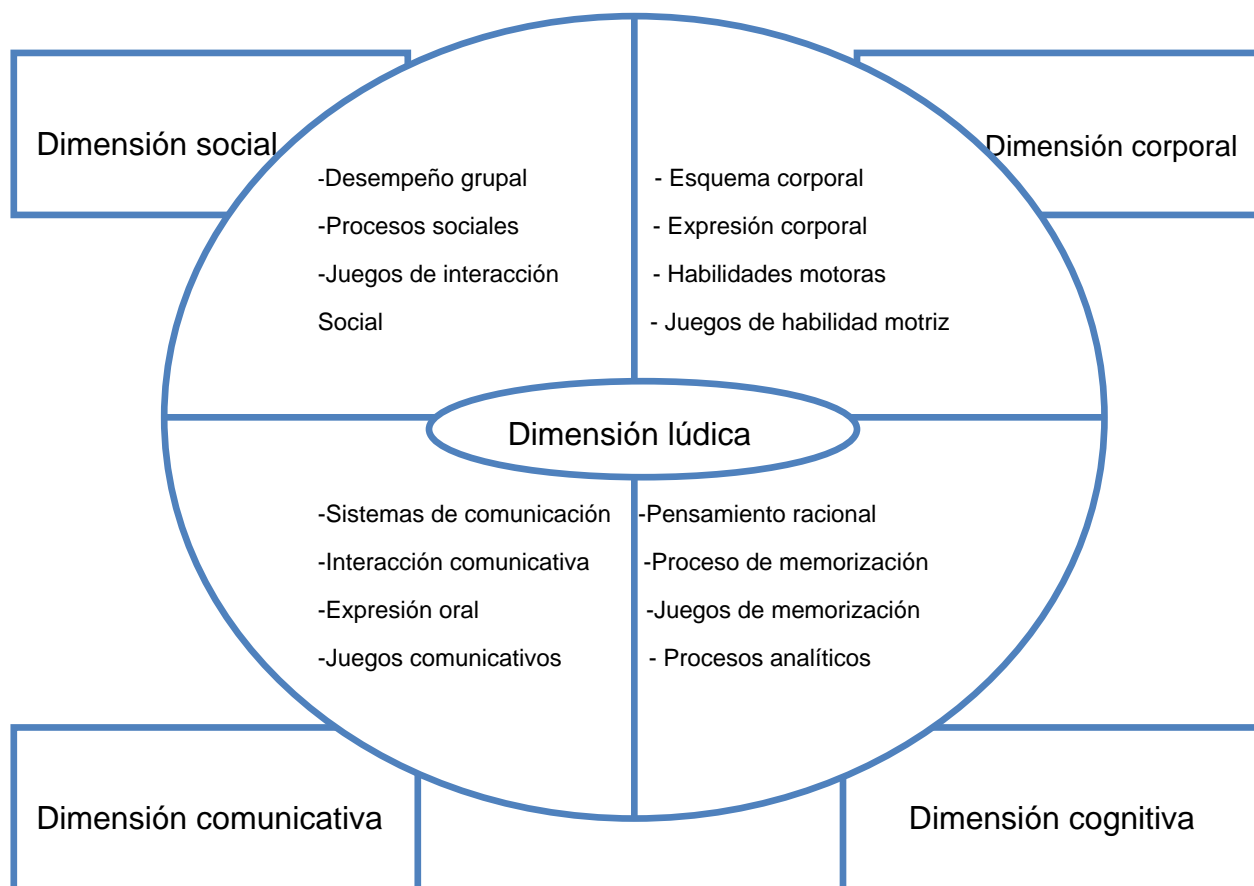 Dimensión social
-Desempeño grupal
-Procesos sociales
-Juegos de interacción
Social
Dimensión corporal
- Esquema corporal
- Expresión corporal
- Habilidades motoras
- Juegos de habilidad motriz
Dimensión lúdica
-Sistemas de comunicación
-Interacción comunicativa
-Expresión oral
-Juegos comunicativos
Dimensión comunicativa
-Pensamiento racional
-Proceso de memorización
-Juegos de memorización
- Procesos analíticos
Dimensión cognitiva